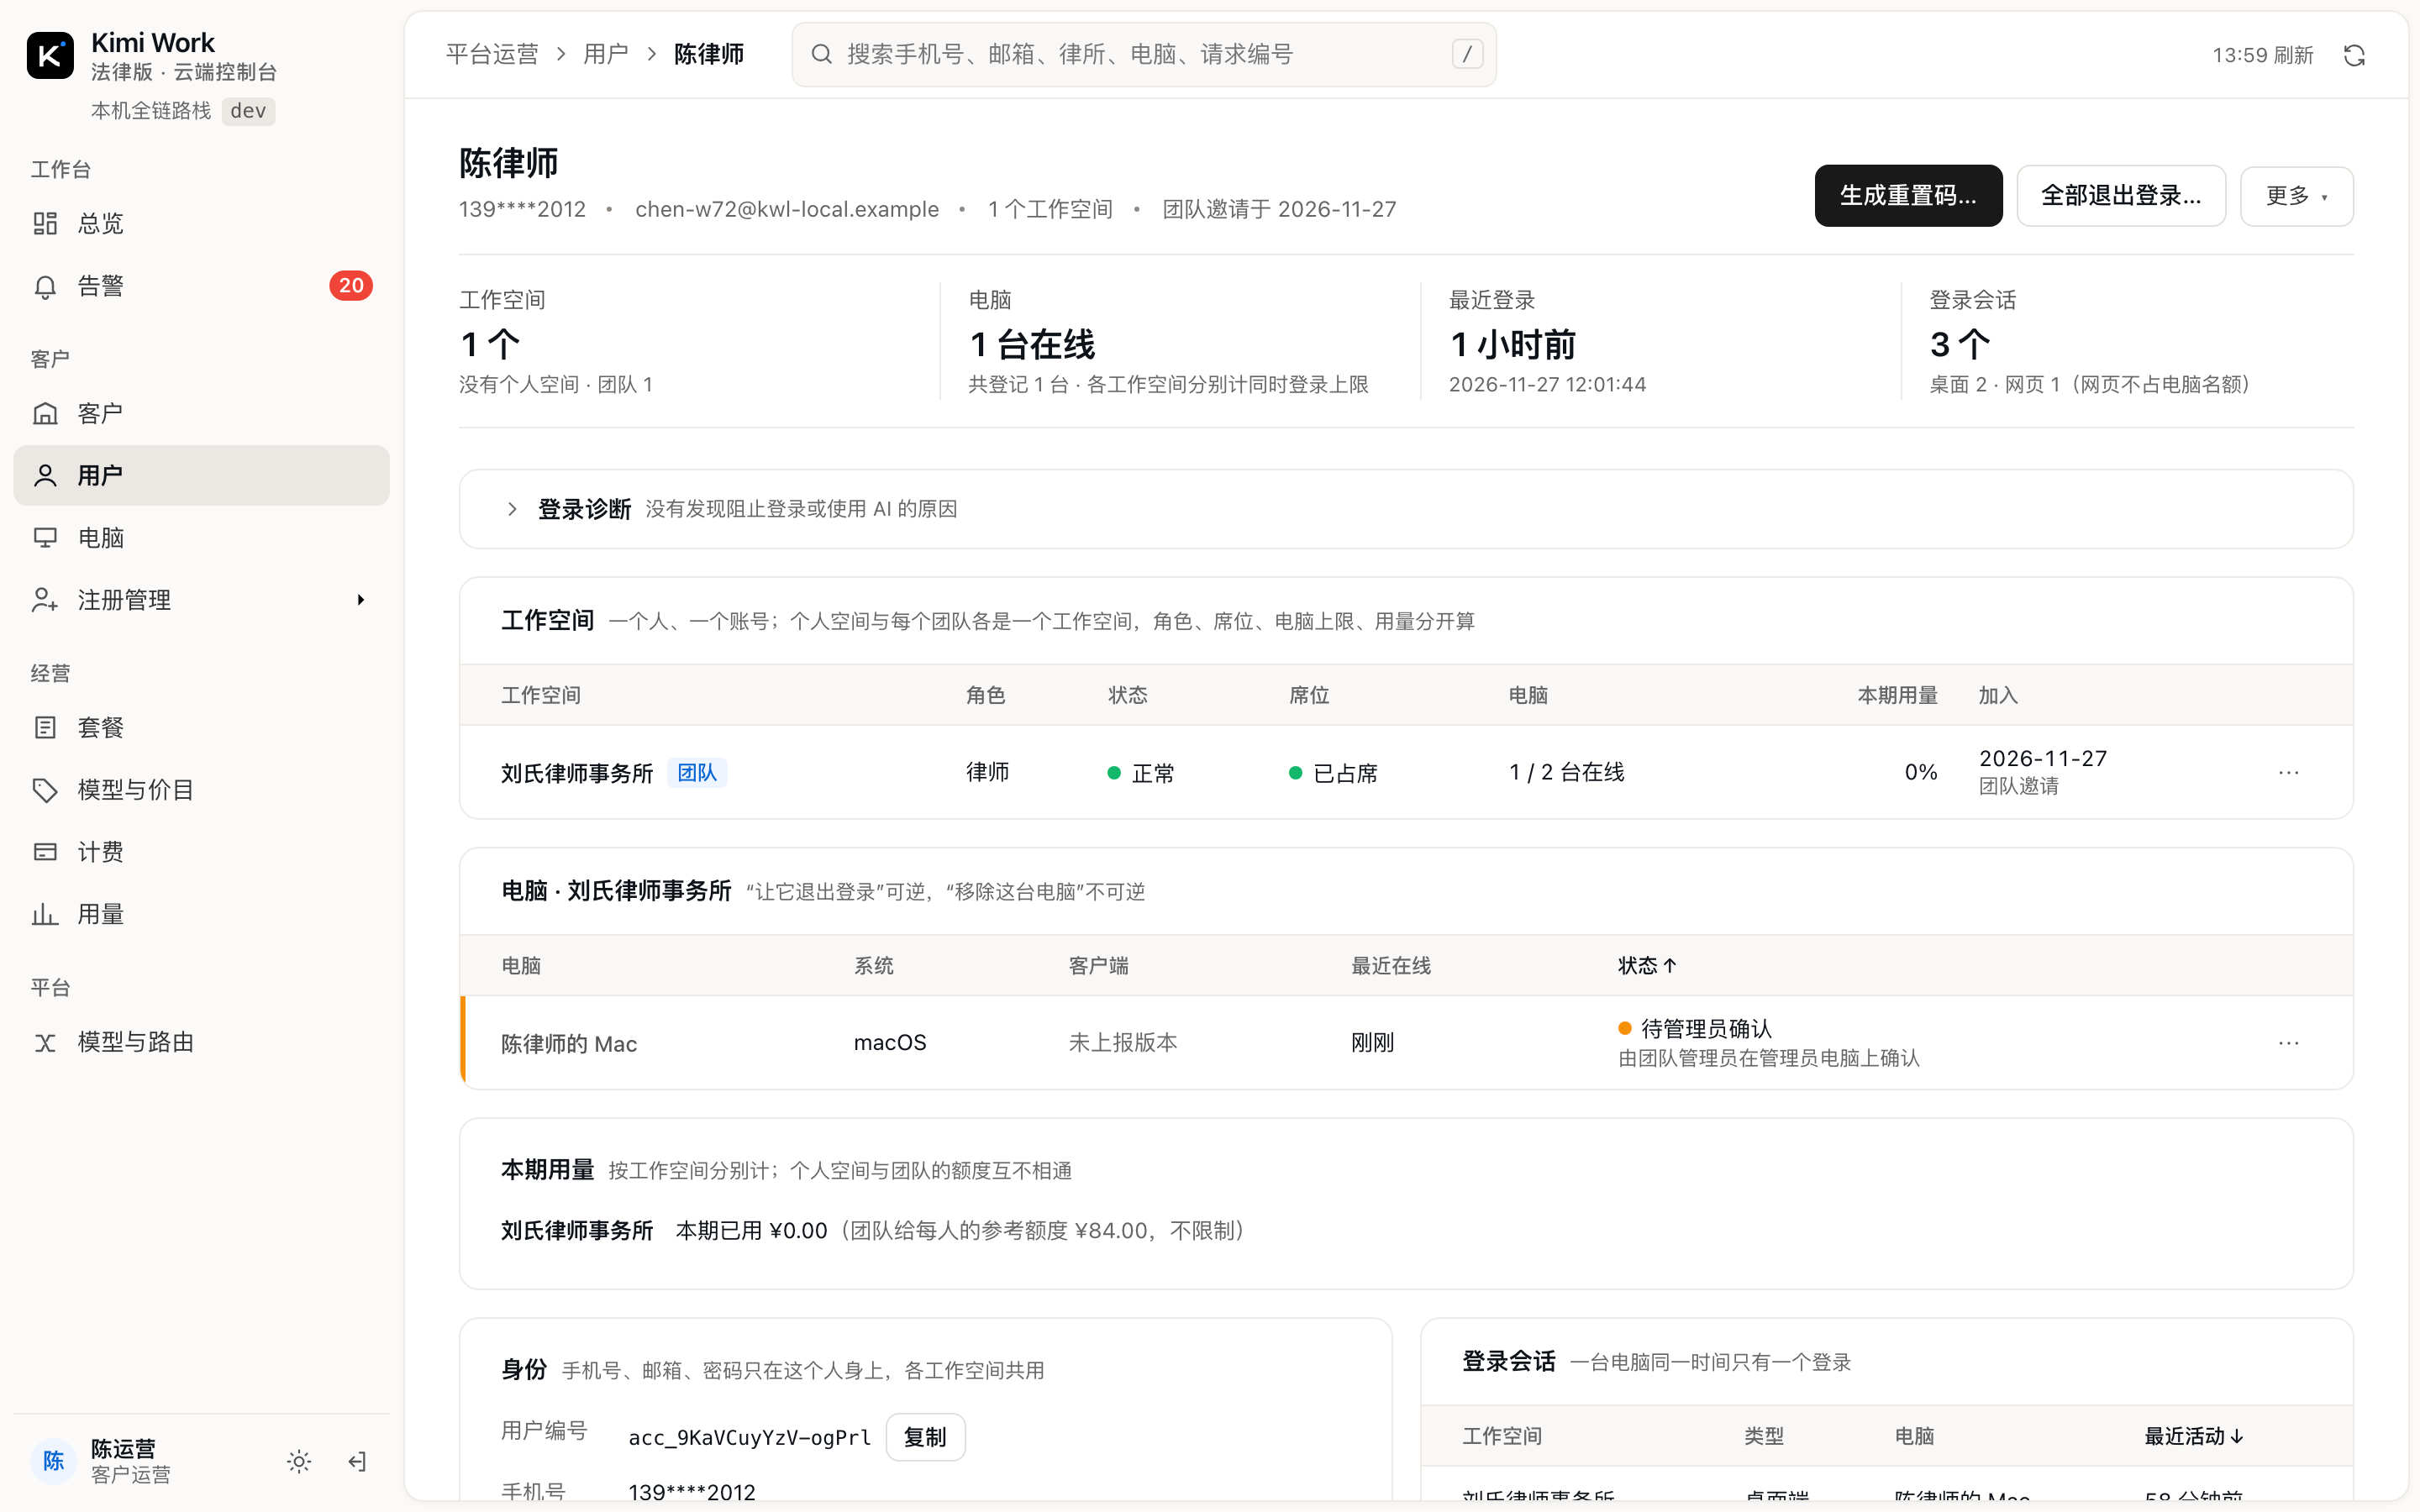 Kimi Work
法律版 · 云端控制台
本机全链路栈 dev
工作台
总览
告警 20
客户
客户
用户
电脑
注册管理
经营
套餐
模型与价目
计费
用量
平台
模型与路由
陈 陈运营
客户运营
平台运营 > 用户 > 陈律师
搜索手机号、邮箱、律所、电脑、请求编号 /
13:59 刷新
陈律师
139****2012 • chen-w72@kwl-local.example • 1 个工作空间 • 团队邀请于 2026-11-27
生成重置码... 全部退出登录... 更多
工作空间
1 个
没有个人空间 · 团队 1
电脑
1 台在线
共登记 1 台 · 各工作空间分别计同时登录上限
最近登录
1 小时前
2026-11-27 12:01:44
登录会话
3 个
桌面 2 · 网页 1（网页不占电脑名额）
登录诊断 没有发现阻止登录或使用 AI 的原因
工作空间 一个人、一个账号；个人空间与每个团队各是一个工作空间，角色、席位、电脑上限、用量分开算
工作空间 角色 状态 席位 电脑 本期用量 加入
刘氏律师事务所 团队 律师 正常 已占席 1 / 2 台在线 0% 2026-11-27
团队邀请
···
电脑 · 刘氏律师事务所 “让它退出登录”可逆，“移除这台电脑”不可逆
电脑 系统 客户端 最近在线 状态 ↑
陈律师的 Mac macOS 未上报版本 刚刚 待管理员确认
由团队管理员在管理员电脑上确认
···
本期用量 按工作空间分别计；个人空间与团队的额度互不相通
刘氏律师事务所 本期已用 ¥0.00（团队给每人的参考额度 ¥84.00，不限制）
身份 手机号、邮箱、密码只在这个人身上，各工作空间共用
用户编号 acc_9KaVCuyYzV-ogPrl 复制
手机号 139****2012
登录会话 一台电脑同一时间只有一个登录
工作空间 类型 电脑 最近活动 ↓
刘氏律师事务所 桌面端 陈律师的 Mac 58 分钟前